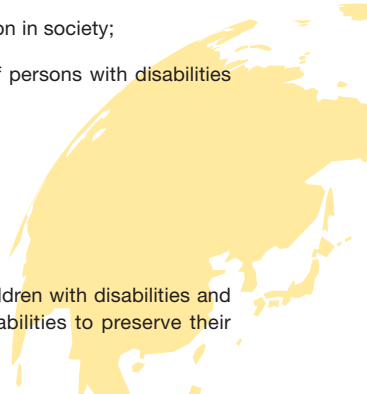 on in society;
f persons with disabilities
ldren with disabilities and
abilities to preserve their